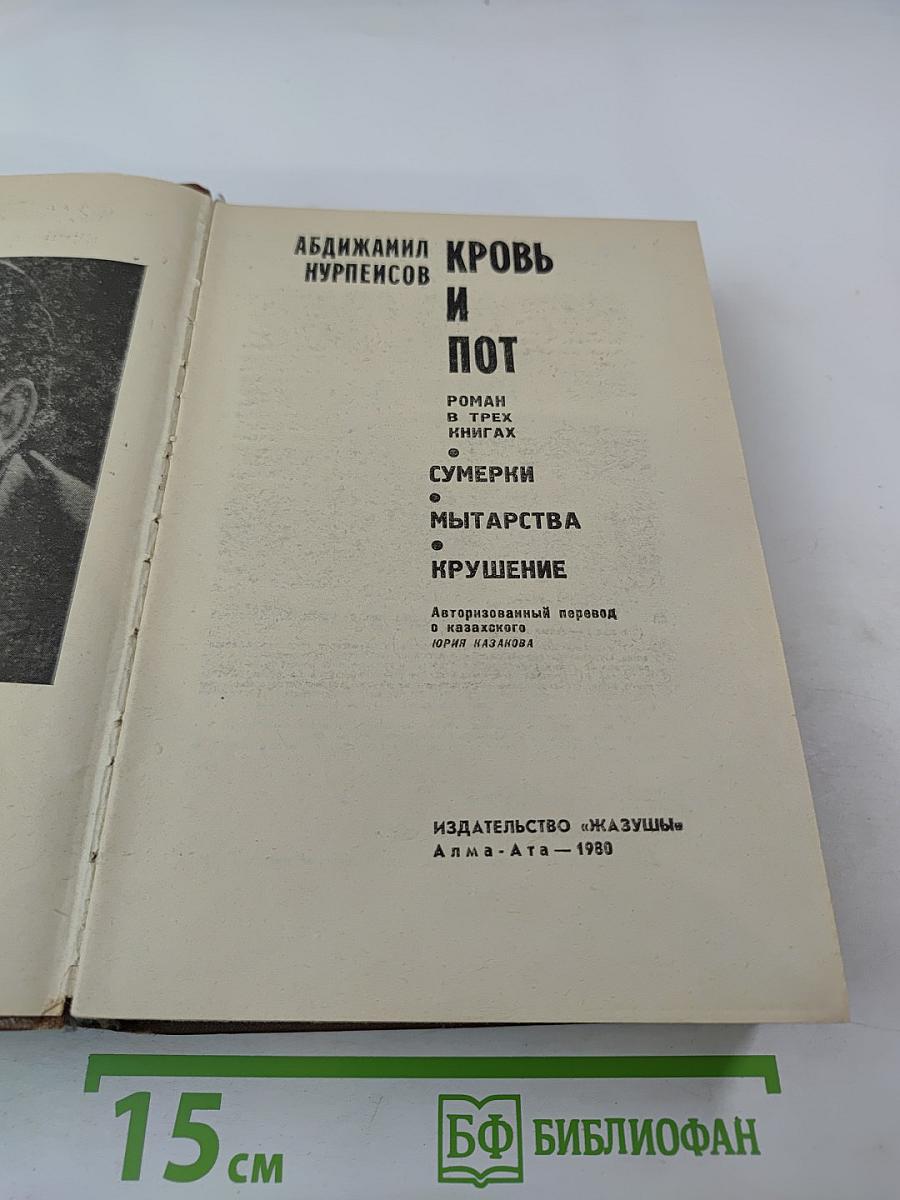 АБДИЖАМИЛ
НУРПЕИСОВ
КРОВЬ
И
ПОТ
РОМАН
В ТРЕХ
КНИГАХ
СУМЕРКИ
МЫТАРСТВА
КРУШЕНИЕ
Авторизованный перевод
с казахского
ЮРИЯ КАЗАКОВА
ИЗДАТЕЛЬСТВО «ЖАЗУШЫ»
Алма-Ата — 1980
15 см
БФ БИБЛИОФАН